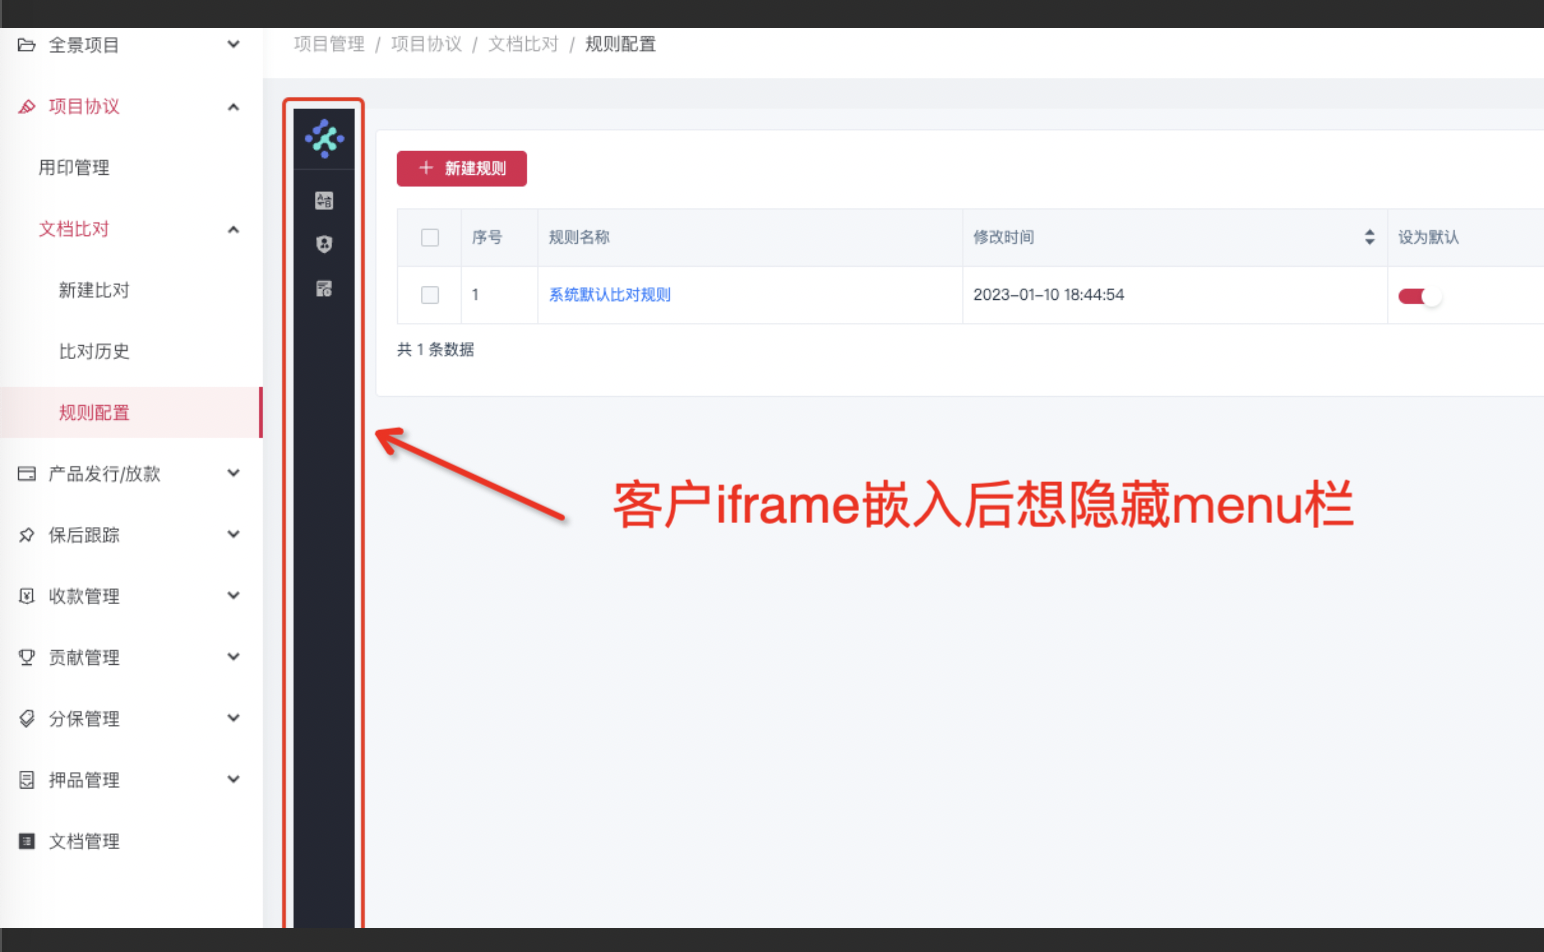 全景项目
项目协议
用印管理
文档比对
新建比对
比对历史
规则配置
产品发行/放款
保后跟踪
收款管理
贡献管理
分保管理
押品管理
文档管理
项目管理 / 项目协议 / 文档比对 / 规则配置
+ 新建规则
序号 规则名称 修改时间 设为默认
1 系统默认比对规则 2023-01-10 18:44:54
共 1 条数据
客户iframe嵌入后想隐藏menu栏